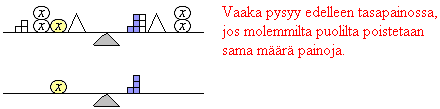 x x
x x x
x
Vaaka pysyy edelleen tasapainossa,
jos molemmilta puolilta poistetaan
sama määrä painoja.